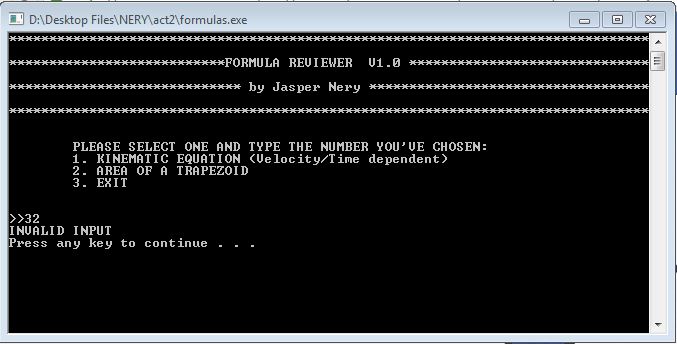 D:\Desktop Files\NERY\act2\formulas.exe
********************************************************************************
***************************FORMULA REVIEWER  V1.0 ******************************
***************************** by Jasper Nery ***********************************
********************************************************************************
PLEASE SELECT ONE AND TYPE THE NUMBER YOU'VE CHOSEN:
1. KINEMATIC EQUATION (Velocity/Time dependent)
2. AREA OF A TRAPEZOID
3. EXIT
>>32
INVALID INPUT
Press any key to continue . . .